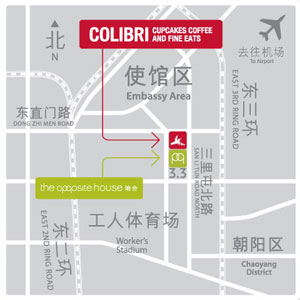 COLIBRI
CUPCAKES COFFEE
AND FINE EATS
北
N
去往机场
To Airport
使馆区
Embassy Area
东三环
EAST 3RD RING ROAD
东直门路
DONG ZHI MEN ROAD
the opposite house 瑜舍
3.3
三里屯北路
SAN LI TUN ROAD NORTH
工人体育场
Worker's
Stadium
东二环
EAST 2ND RING ROAD
朝阳区
Chaoyang
District